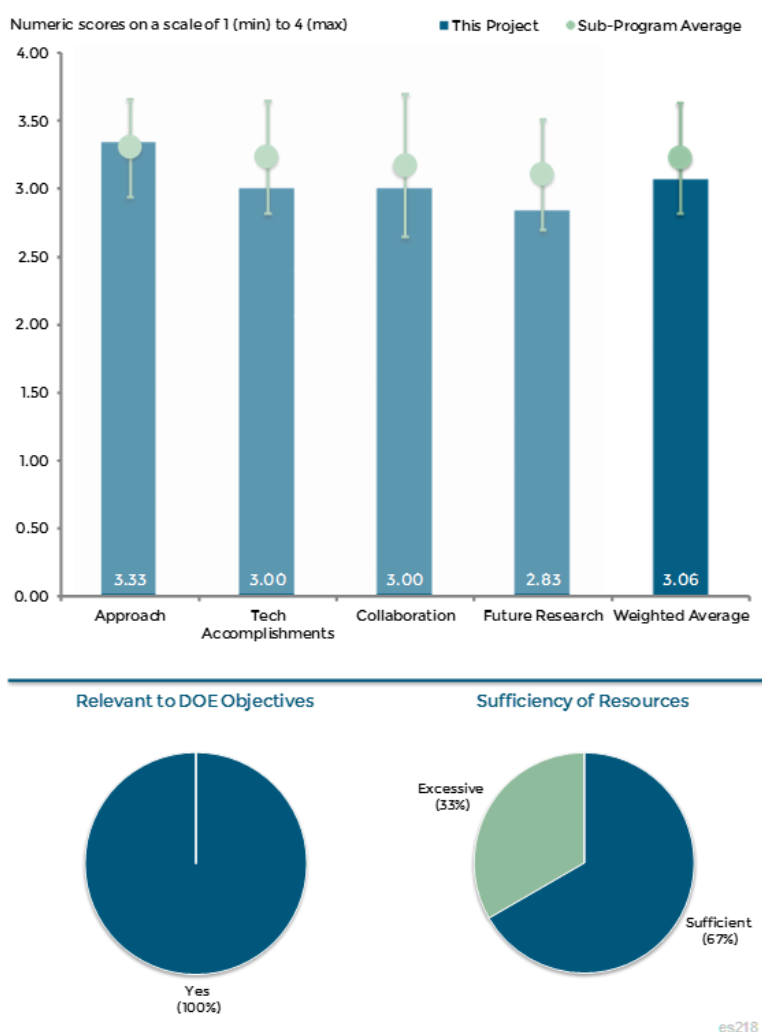 Numeric scores on a scale of 1 (min) to 4 (max)
This Project
Sub-Program Average
4.00
3.50
3.00
2.50
2.00
1.50
1.00
0.50
0.00
3.33
3.00
3.00
2.83
3.06
Approach
Tech
Accomplishments
Collaboration
Future Research
Weighted Average
Relevant to DOE Objectives
Sufficiency of Resources
Excessive
(33%)
Sufficient
(67%)
Yes
(100%)
es218